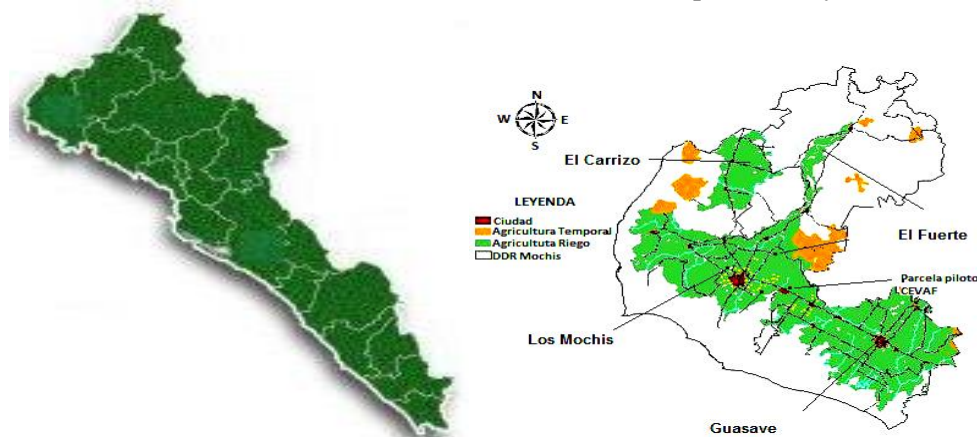 N
W E
S
El Carrizo
LEYENDA
Ciudad
Agricultura Temporal
Agricultuta Riego
DDR Mochis
El Fuerte
Parcela piloto
CEVAF
Los Mochis
Guasave